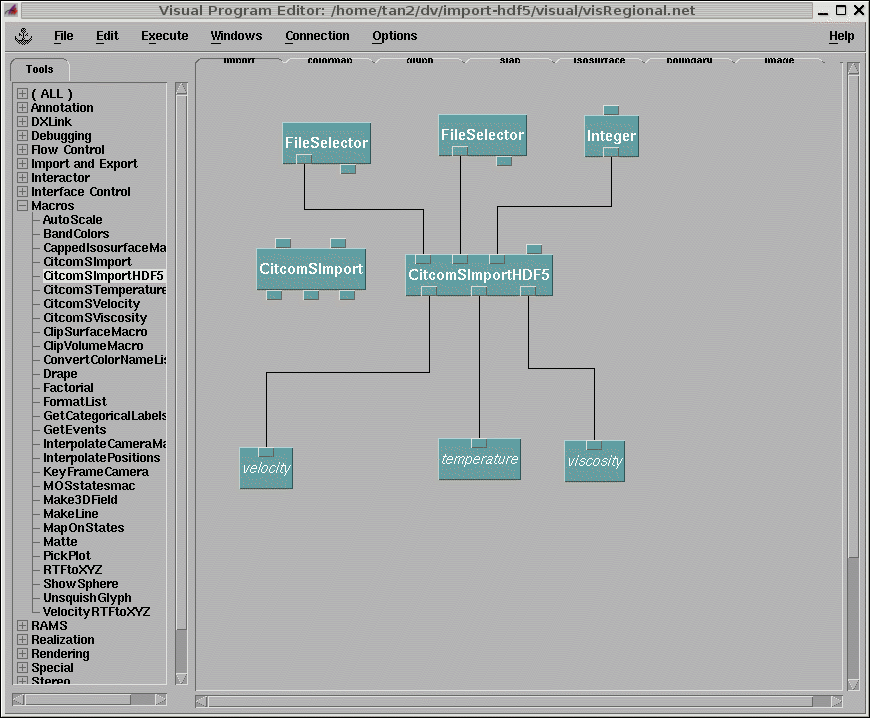 Visual Program Editor: /home/tan2/dv/import-hdf5/visual/visRegional.net
File Edit Execute Windows Connection Options Help
Tools
import colormap glyph slab isosurface boundary image
( ALL )
Annotation
DXLink
Debugging
Flow Control
Import and Export
Interactor
Interface Control
Macros
AutoScale
BandColors
CappedIsosurfaceMa
CitcomSImport
CitcomSImportHDF5
CitcomSTemperature
CitcomSVelocity
CitcomSViscosity
ClipSurfaceMacro
ClipVolumeMacro
ConvertColorNameLis
Drape
Factorial
FormatList
GetCategoricalLabels
GetEvents
InterpolateCameraMa
InterpolatePositions
KeyFrameCamera
MOSstatesmac
Make3DField
MakeLine
MapOnStates
Matte
PickPlot
RTFtoXYZ
ShowSphere
UnsquishGlyph
VelocityRTFtoXYZ
RAMS
Realization
Rendering
Special
Stereo
FileSelector FileSelector Integer
CitcomSImport CitcomSImportHDF5
velocity temperature viscosity